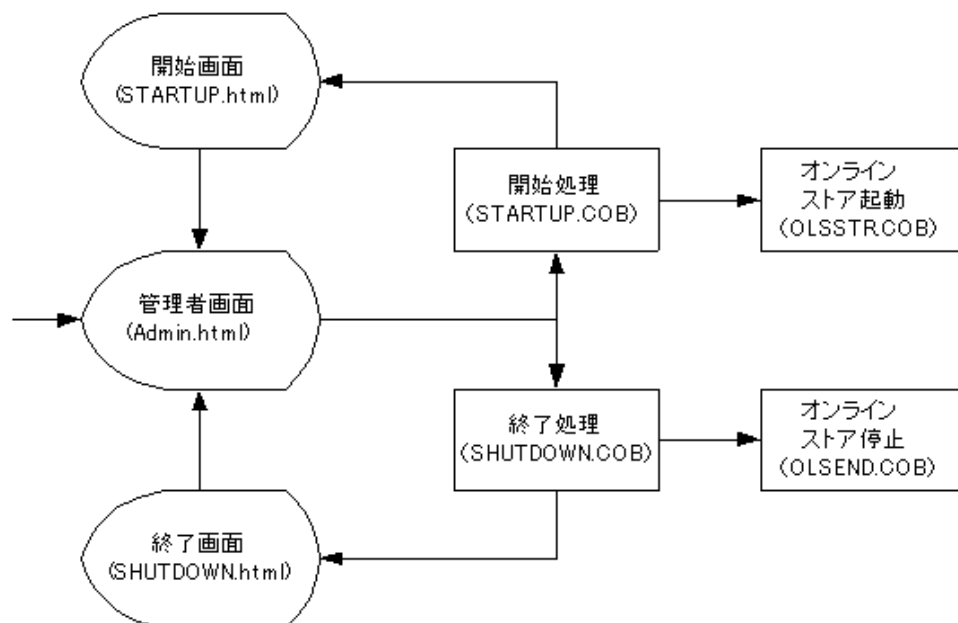 開始画面
(STARTUP.html)
開始処理
(STARTUP.COB)
オンライン
ストア起動
(OLSSTR.COB)
管理者画面
(Admin.html)
終了処理
(SHUTDOWN.COB)
オンライン
ストア停止
(OLSEND.COB)
終了画面
(SHUTDOWN.html)